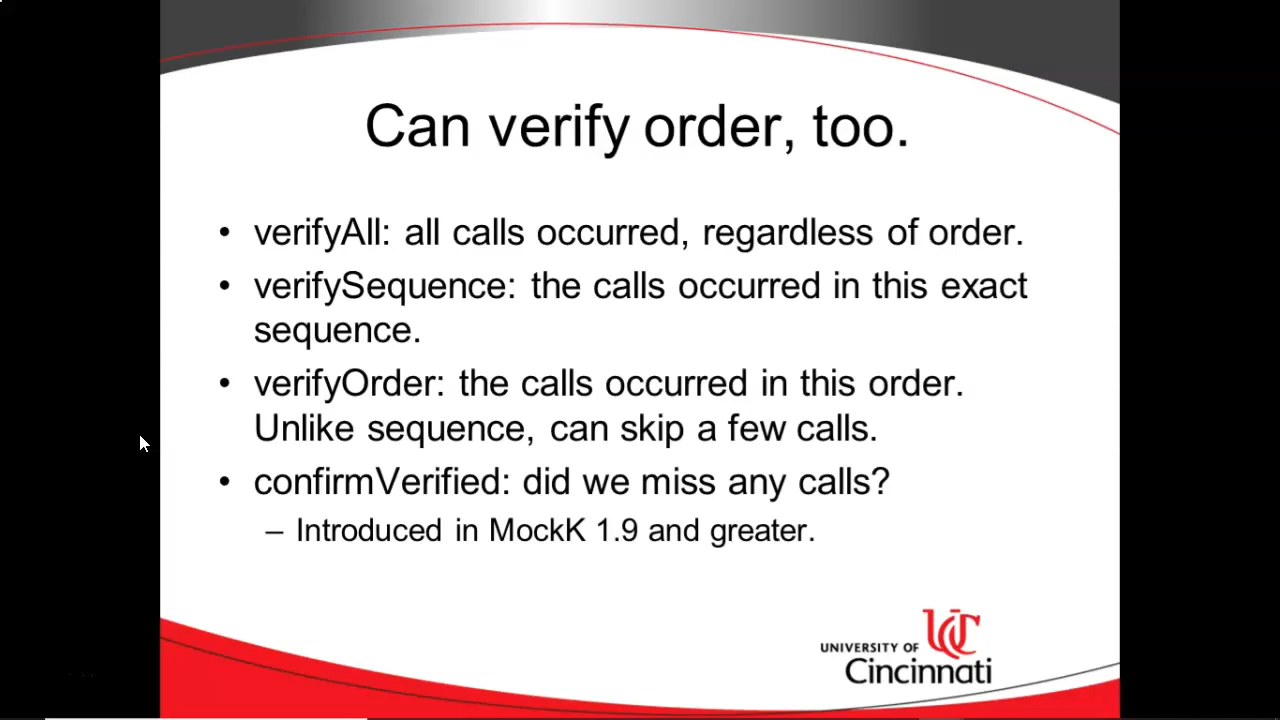 Can verify order, too.
• verifyAll: all calls occurred, regardless of order.
• verifySequence: the calls occurred in this exact
sequence.
• verifyOrder: the calls occurred in this order.
Unlike sequence, can skip a few calls.
• confirmVerified: did we miss any calls?
– Introduced in MockK 1.9 and greater.
UC
UNIVERSITY OF
Cincinnati